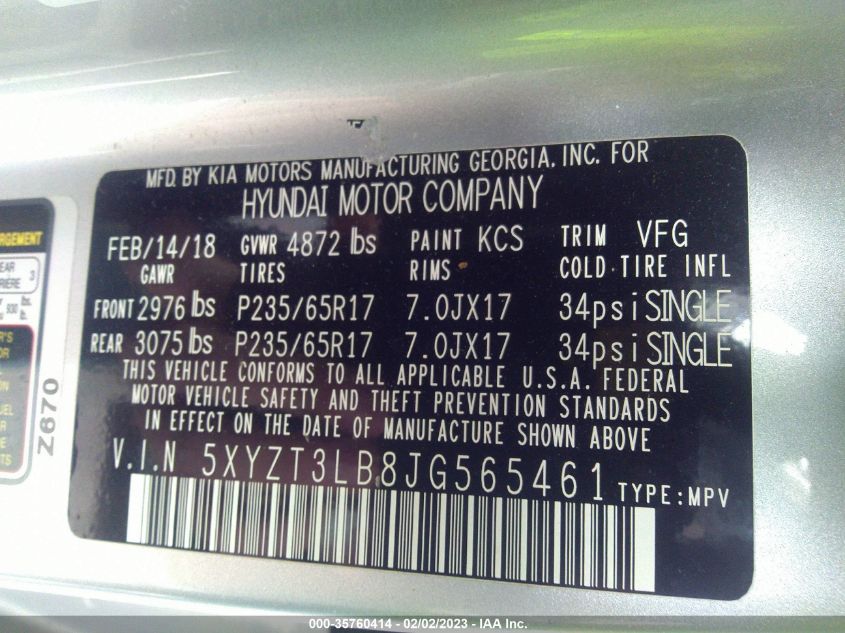 MFD. BY KIA MOTORS MANUFACTURING GEORGIA, INC. FOR
HYUNDAI MOTOR COMPANY
FEB/14/18 GVWR 4872 lbs PAINT KCS TRIM VFG
GAWR TIRES RIMS COLD TIRE INFL
FRONT 2976 lbs P235/65R17 7.0JX17 34psi SINGLE
REAR 3075 lbs P235/65R17 7.0JX17 34psi SINGLE
THIS VEHICLE CONFORMS TO ALL APPLICABLE U.S.A. FEDERAL
MOTOR VEHICLE SAFETY AND THEFT PREVENTION STANDARDS
IN EFFECT ON THE DATE OF MANUFACTURE SHOWN ABOVE
V.I.N 5XYZT3LB8JG565461 TYPE:MPV
Z670
000-35760414 - 02/02/2023 - IAA Inc.